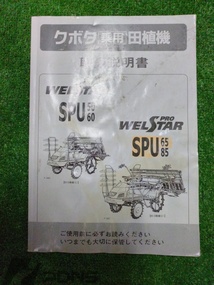 クボタ乗用田植機
取扱説明書
WELSTAR
SPU 50 60
WELSTAR PRO
SPU 65 85
ご使用前に必ずお読みください
いつまでも大切に保管してください